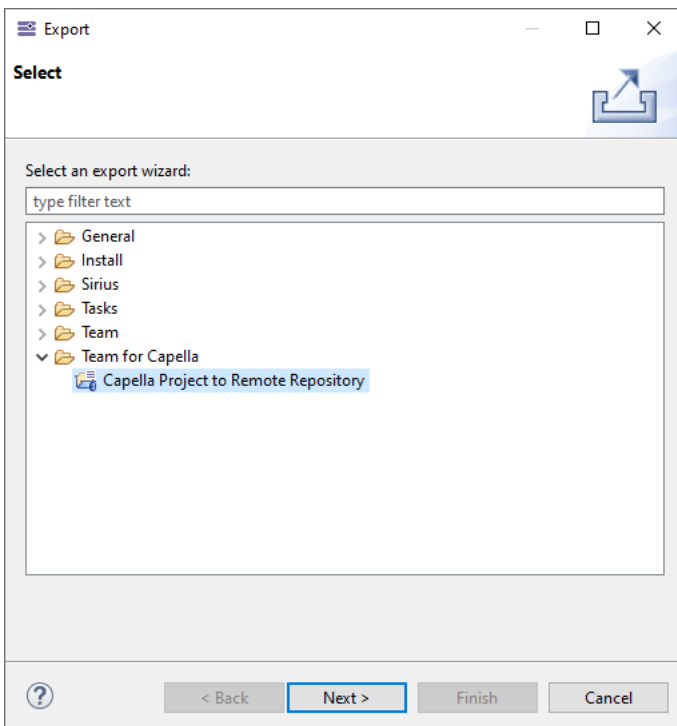 Export
Select
Select an export wizard:
type filter text
General
Install
Sirius
Tasks
Team
Team for Capella
Capella Project to Remote Repository
?
< Back Next > Finish Cancel